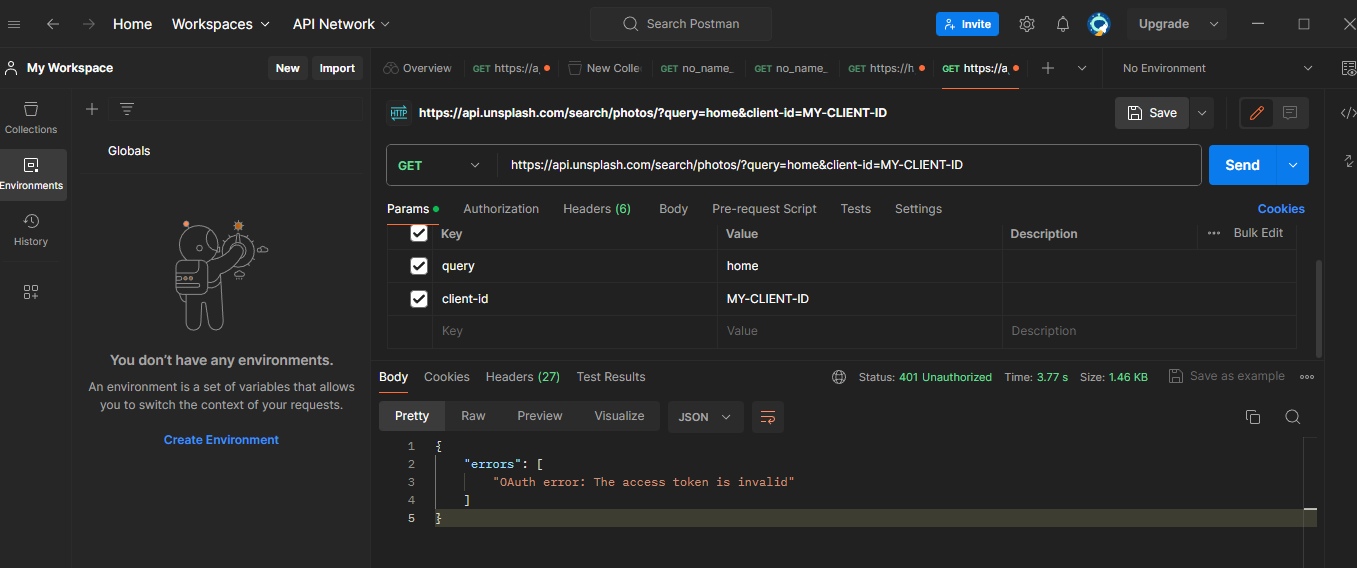 Home Workspaces API Network Search Postman Invite Upgrade
My Workspace New Import Overview GET https://a New Colle GET no_name_ GET no_name_ GET https://h GET https://a No Environment
Collections
Environments
History
Globals
You don't have any environments.
An environment is a set of variables that allows
you to switch the context of your requests.
Create Environment
HTTP https://api.unsplash.com/search/photos/?query=home&client-id=MY-CLIENT-ID Save
GET https://api.unsplash.com/search/photos/?query=home&client-id=MY-CLIENT-ID Send
Params Authorization Headers (6) Body Pre-request Script Tests Settings Cookies
Key Value Description Bulk Edit
query home
client-id MY-CLIENT-ID
Key Value Description
Body Cookies Headers (27) Test Results Status: 401 Unauthorized Time: 3.77 s Size: 1.46 KB Save as example
Pretty Raw Preview Visualize JSON
1 {
2 "errors": [
3 "OAuth error: The access token is invalid"
4 ]
5 }